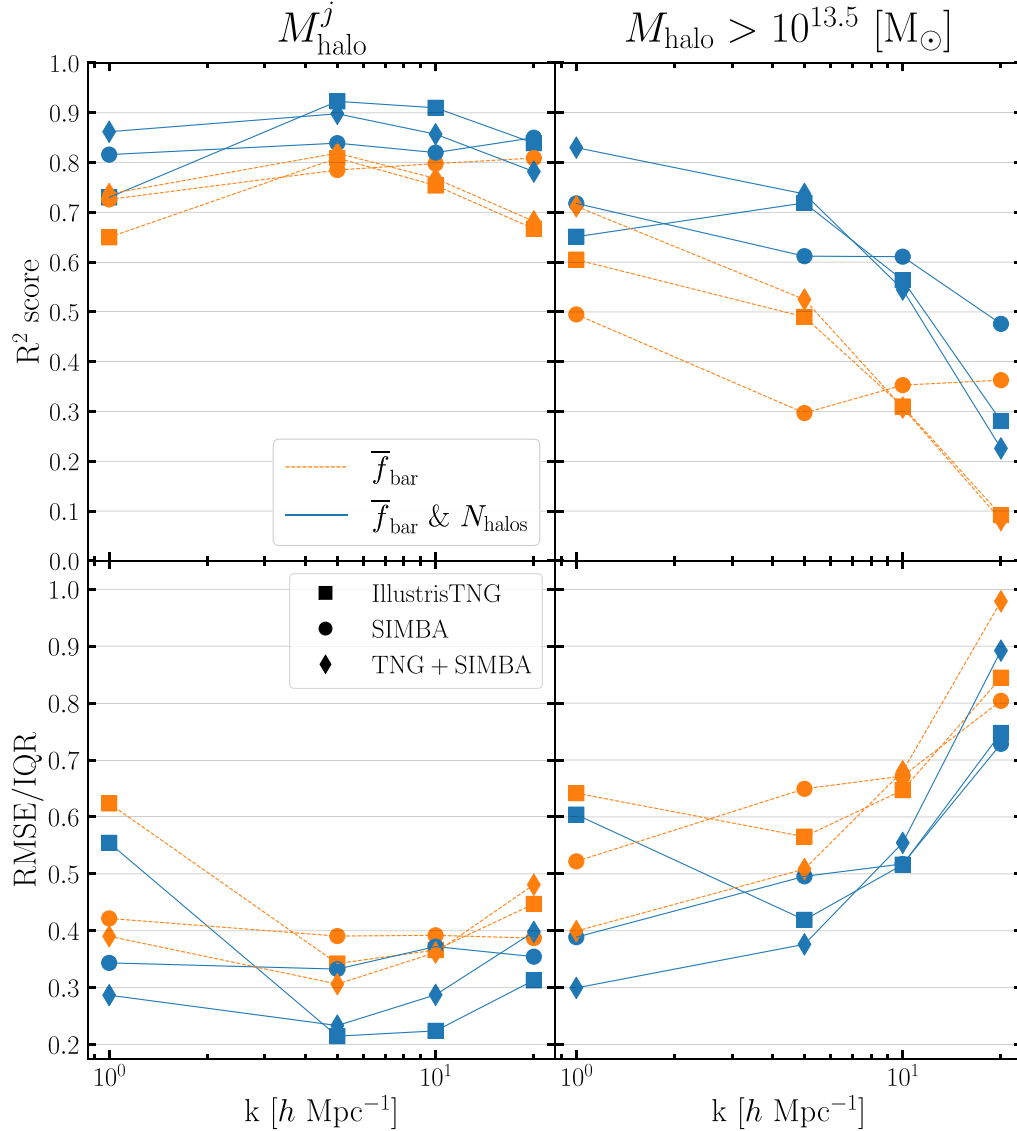 M^j_halo
M_halo > 10^13.5 [M_⊙]
1.0
0.9
0.8
0.7
0.6
0.5
0.4
0.3
0.2
0.1
0.0
R² score
f̅_bar
f̅_bar & N_halos
1.0
0.9
0.8
0.7
0.6
0.5
0.4
0.3
0.2
RMSE/IQR
IllustrisTNG
SIMBA
TNG + SIMBA
10^0 10^1 10^0 10^1
k [h Mpc⁻¹] k [h Mpc⁻¹]